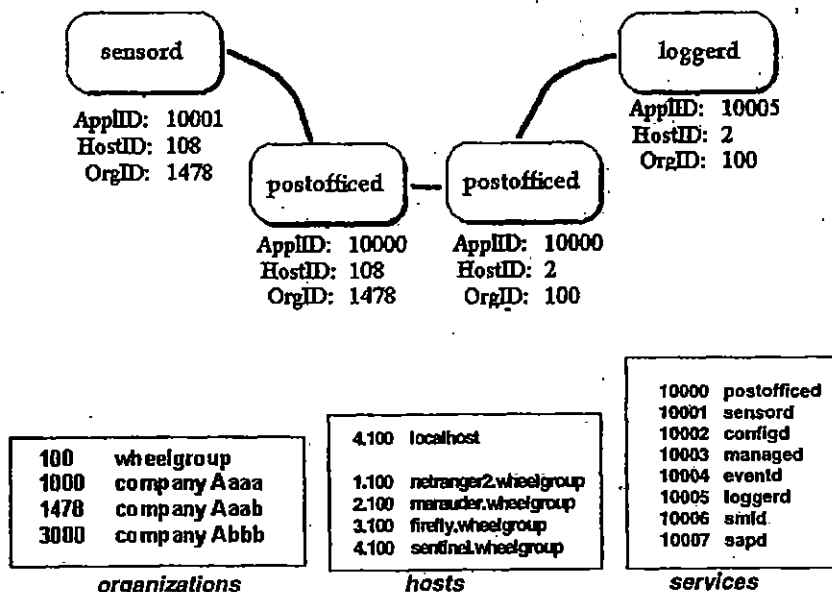 sensord
ApplID: 10001
HostID: 108
OrgID: 1478
loggerd
ApplID: 10005
HostID: 2
OrgID: 100
postofficed
ApplID: 10000
HostID: 108
OrgID: 1478
postofficed
ApplID: 10000
HostID: 2
OrgID: 100
100 wheelgroup
1000 company Aaaa
1478 company Aaab
3000 company Abbb
organizations
4.100 localhost
1.100 netranger2.wheelgroup
2.100 marauder.wheelgroup
3.100 firefly.wheelgroup
4.100 sentinel.wheelgroup
hosts
10000 postofficed
10001 sensord
10002 configd
10003 managed
10004 eventd
10005 loggerd
10006 smid
10007 sapd
services